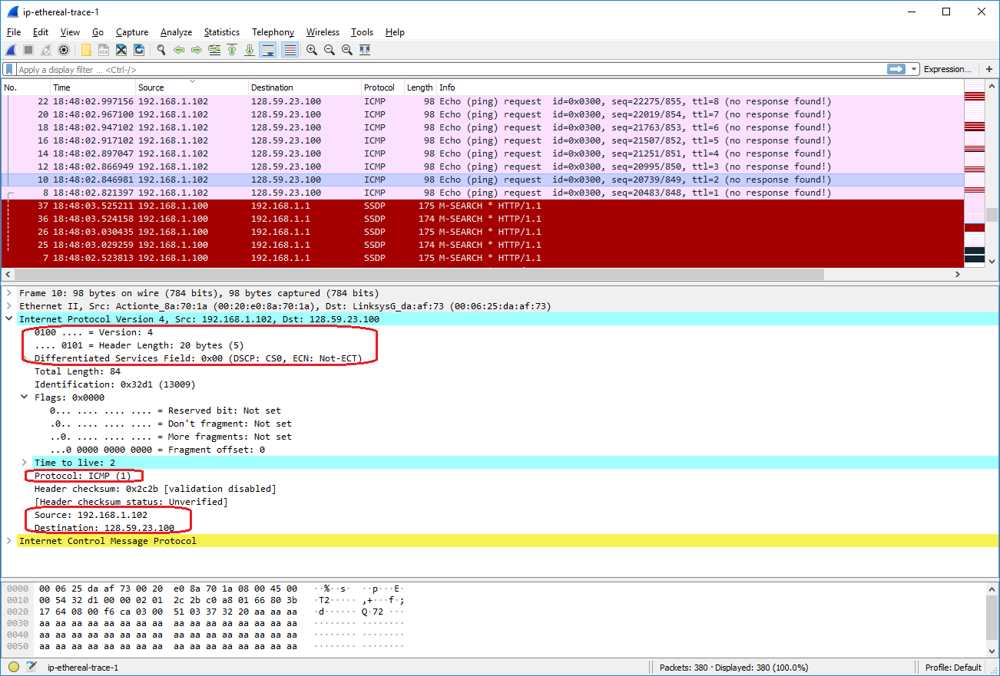 ip-ethereal-trace-1
File Edit View Go Capture Analyze Statistics Telephony Wireless Tools Help
Apply a display filter ... <Ctrl-/> Expression... +
No. Time Source Destination Protocol Length Info
22 18:48:02.997156 192.168.1.102 128.59.23.100 ICMP 98 Echo (ping) request id=0x0300, seq=22275/855, ttl=8 (no response found!)
20 18:48:02.967100 192.168.1.102 128.59.23.100 ICMP 98 Echo (ping) request id=0x0300, seq=22019/854, ttl=7 (no response found!)
18 18:48:02.947102 192.168.1.102 128.59.23.100 ICMP 98 Echo (ping) request id=0x0300, seq=21763/853, ttl=6 (no response found!)
16 18:48:02.917102 192.168.1.102 128.59.23.100 ICMP 98 Echo (ping) request id=0x0300, seq=21507/852, ttl=5 (no response found!)
14 18:48:02.897047 192.168.1.102 128.59.23.100 ICMP 98 Echo (ping) request id=0x0300, seq=21251/851, ttl=4 (no response found!)
12 18:48:02.866949 192.168.1.102 128.59.23.100 ICMP 98 Echo (ping) request id=0x0300, seq=20995/850, ttl=3 (no response found!)
10 18:48:02.846981 192.168.1.102 128.59.23.100 ICMP 98 Echo (ping) request id=0x0300, seq=20739/849, ttl=2 (no response found!)
8 18:48:02.821397 192.168.1.102 128.59.23.100 ICMP 98 Echo (ping) request id=0x0300, seq=20483/848, ttl=1 (no response found!)
37 18:48:03.525211 192.168.1.100 192.168.1.1 SSDP 175 M-SEARCH * HTTP/1.1
36 18:48:03.524158 192.168.1.100 192.168.1.1 SSDP 174 M-SEARCH * HTTP/1.1
26 18:48:03.030435 192.168.1.100 192.168.1.1 SSDP 175 M-SEARCH * HTTP/1.1
25 18:48:03.029259 192.168.1.100 192.168.1.1 SSDP 174 M-SEARCH * HTTP/1.1
7 18:48:02.523813 192.168.1.100 192.168.1.1 SSDP 175 M-SEARCH * HTTP/1.1
Frame 10: 98 bytes on wire (784 bits), 98 bytes captured (784 bits)
Ethernet II, Src: Actionte_8a:70:1a (00:20:e0:8a:70:1a), Dst: LinksysG_da:af:73 (00:06:25:da:af:73)
Internet Protocol Version 4, Src: 192.168.1.102, Dst: 128.59.23.100
0100 .... = Version: 4
.... 0101 = Header Length: 20 bytes (5)
Differentiated Services Field: 0x00 (DSCP: CS0, ECN: Not-ECT)
Total Length: 84
Identification: 0x32d1 (13009)
Flags: 0x0000
0... .... .... .... = Reserved bit: Not set
.0.. .... .... .... = Don't fragment: Not set
..0. .... .... .... = More fragments: Not set
...0 0000 0000 0000 = Fragment offset: 0
Time to live: 2
Protocol: ICMP (1)
Header checksum: 0x2c2b [validation disabled]
[Header checksum status: Unverified]
Source: 192.168.1.102
Destination: 128.59.23.100
Internet Control Message Protocol
0000 00 06 25 da af 73 00 20 e0 8a 70 1a 08 00 45 00 ··%··s· ··p···E·
0010 00 54 32 d1 00 00 02 01 2c 2b c0 a8 01 66 80 3b ·T2····· ,+···f·;
0020 17 64 08 00 f6 ca 03 00 51 03 37 32 20 aa aa aa ·d······ Q·72 ···
0030 aa aa aa aa aa aa aa aa aa aa aa aa aa aa aa aa ········ ········
0040 aa aa aa aa aa aa aa aa aa aa aa aa aa aa aa aa ········ ········
0050 aa aa aa aa aa aa aa aa aa aa aa aa aa aa aa aa ········ ········
ip-ethereal-trace-1 Packets: 380 · Displayed: 380 (100.0%) Profile: Default